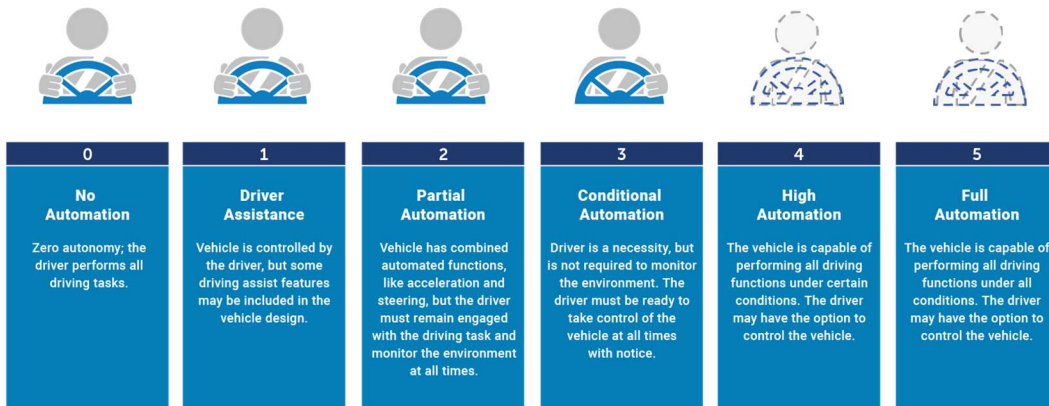 0
No
Automation
Zero autonomy; the
driver performs all
driving tasks.
1
Driver
Assistance
Vehicle is controlled by
the driver, but some
driving assist features
may be included in the
vehicle design.
2
Partial
Automation
Vehicle has combined
automated functions,
like acceleration and
steering, but the driver
must remain engaged
with the driving task and
monitor the environment
at all times.
3
Conditional
Automation
Driver is a necessity, but
is not required to monitor
the environment. The
driver must be ready to
take control of the
vehicle at all times
with notice.
4
High
Automation
The vehicle is capable of
performing all driving
functions under certain
conditions. The driver
may have the option to
control the vehicle.
5
Full
Automation
The vehicle is capable of
performing all driving
functions under all
conditions. The driver
may have the option to
control the vehicle.